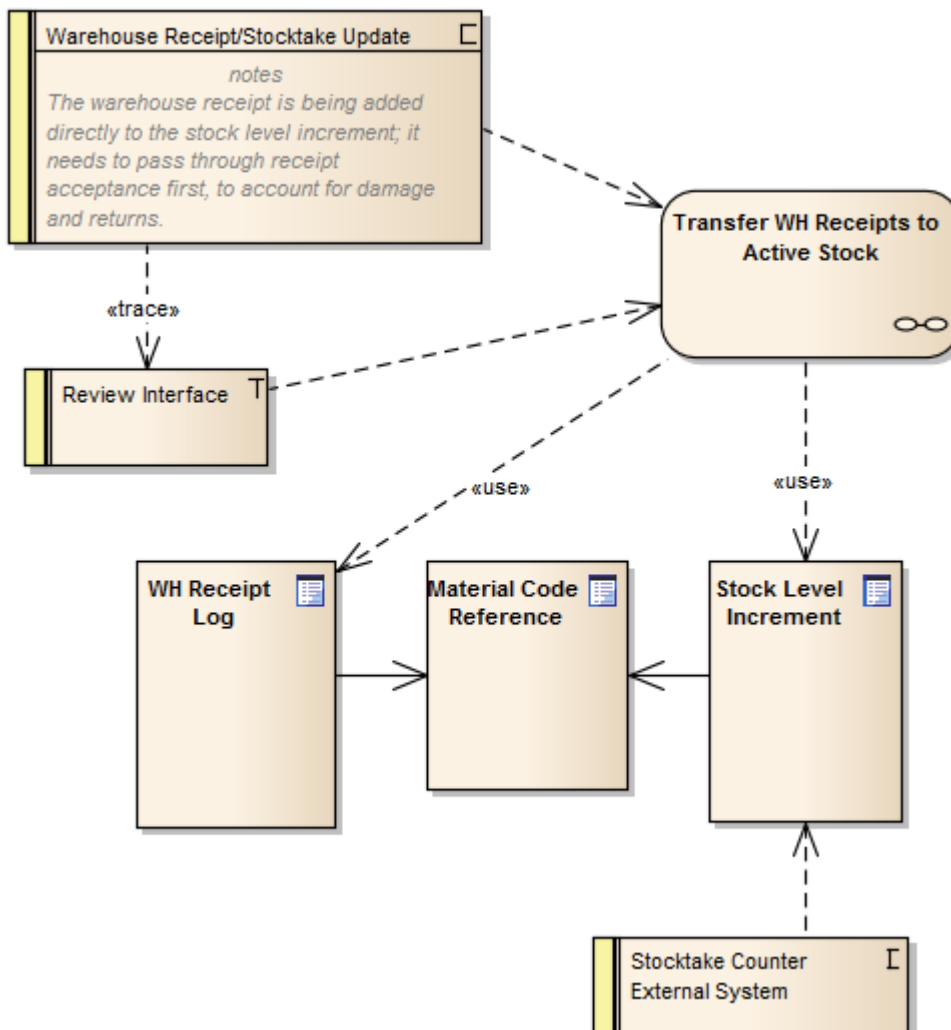 Warehouse Receipt/Stocktake Update
notes
The warehouse receipt is being added
directly to the stock level increment; it
needs to pass through receipt
acceptance first, to account for damage
and returns.
Transfer WH Receipts to
Active Stock
«trace»
Review Interface
«use»
«use»
WH Receipt
Log
Material Code
Reference
Stock Level
Increment
Stocktake Counter
External System